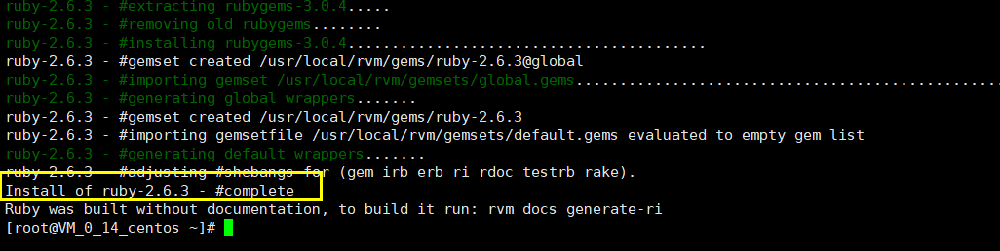 ruby-2.6.3 - #extracting rubygems-3.0.4.....
ruby-2.6.3 - #removing old rubygems........
ruby-2.6.3 - #installing rubygems-3.0.4.........................................
ruby-2.6.3 - #gemset created /usr/local/rvm/gems/ruby-2.6.3@global
ruby-2.6.3 - #importing gemset /usr/local/rvm/gemsets/global.gems.................................................
ruby-2.6.3 - #generating global wrappers.......
ruby-2.6.3 - #gemset created /usr/local/rvm/gems/ruby-2.6.3
ruby-2.6.3 - #importing gemsetfile /usr/local/rvm/gemsets/default.gems evaluated to empty gem list
ruby-2.6.3 - #generating default wrappers.......
ruby-2.6.3 - #adjusting #shebangs for (gem irb erb ri rdoc testrb rake).
Install of ruby-2.6.3 - #complete
Ruby was built without documentation, to build it run: rvm docs generate-ri
[root@VM_0_14_centos ~]#